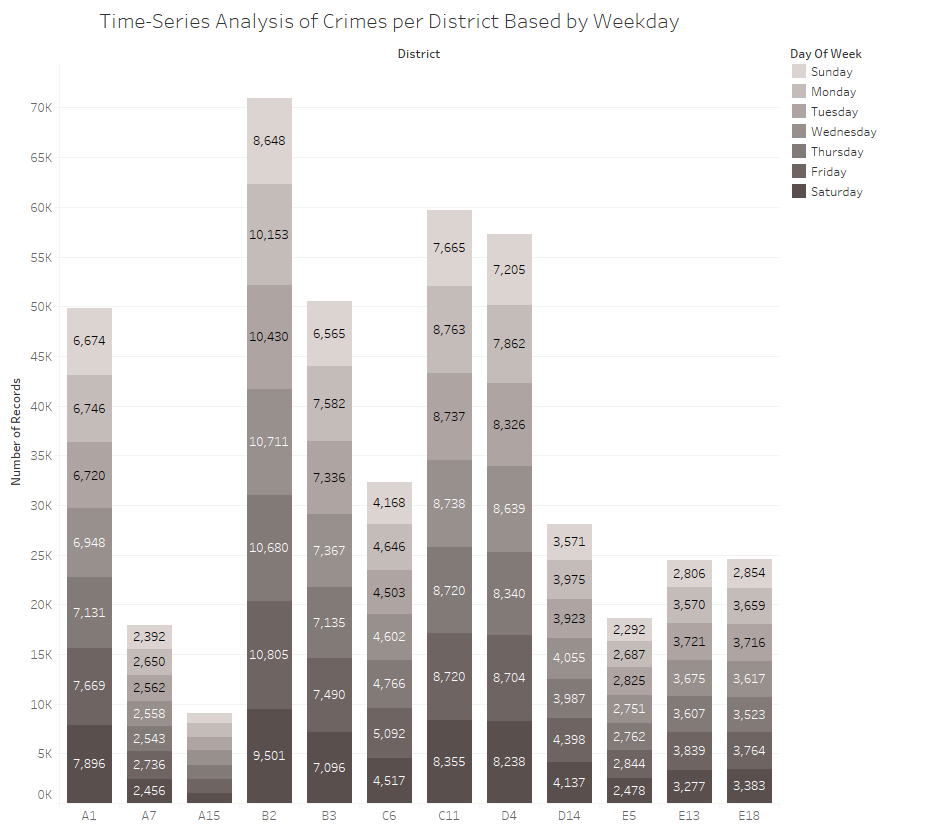 Time-Series Analysis of Crimes per District Based by Weekday
District
Day Of Week
Sunday
Monday
Tuesday
Wednesday
Thursday
Friday
Saturday
Number of Records
70K
65K
60K
55K
50K
45K
40K
35K
30K
25K
20K
15K
10K
5K
0K
6,674
6,746
6,720
6,948
7,131
7,669
7,896
2,392
2,650
2,562
2,558
2,543
2,736
2,456
8,648
10,153
10,430
10,711
10,680
10,805
9,501
6,565
7,582
7,336
7,367
7,135
7,490
7,096
4,168
4,646
4,503
4,602
4,766
5,092
4,517
7,665
8,763
8,737
8,738
8,720
8,720
8,355
7,205
7,862
8,326
8,639
8,340
8,704
8,238
3,571
3,975
3,923
4,055
3,987
4,398
4,137
2,292
2,687
2,825
2,751
2,762
2,844
2,478
2,806
3,570
3,721
3,675
3,607
3,839
3,277
2,854
3,659
3,716
3,617
3,523
3,764
3,383
A1 A7 A15 B2 B3 C6 C11 D4 D14 E5 E13 E18